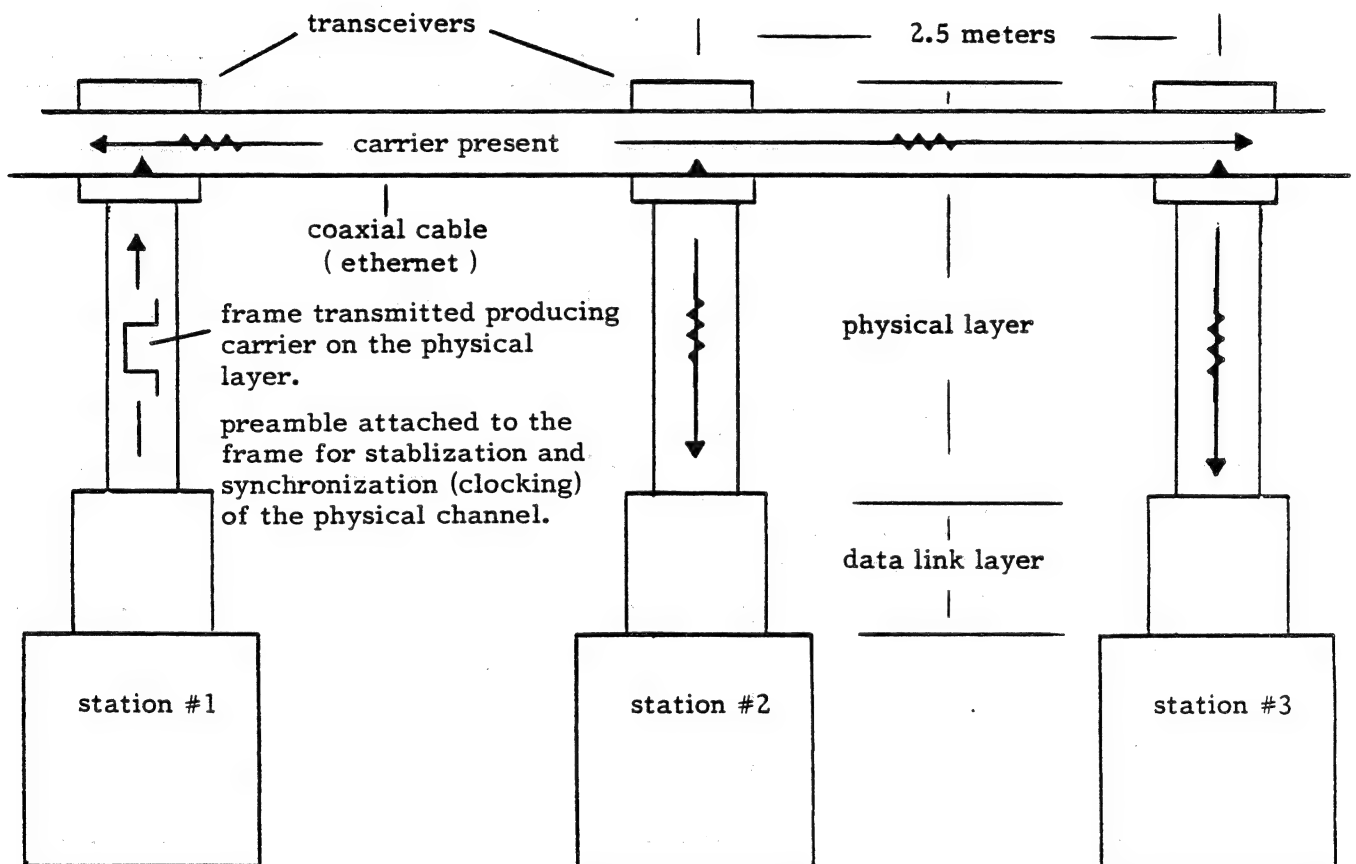 transceivers
2.5 meters
carrier present
coaxial cable
( ethernet )
frame transmitted producing
carrier on the physical
layer.
preamble attached to the
frame for stablization and
synchronization (clocking)
of the physical channel.
physical layer
data link layer
station #1
station #2
station #3